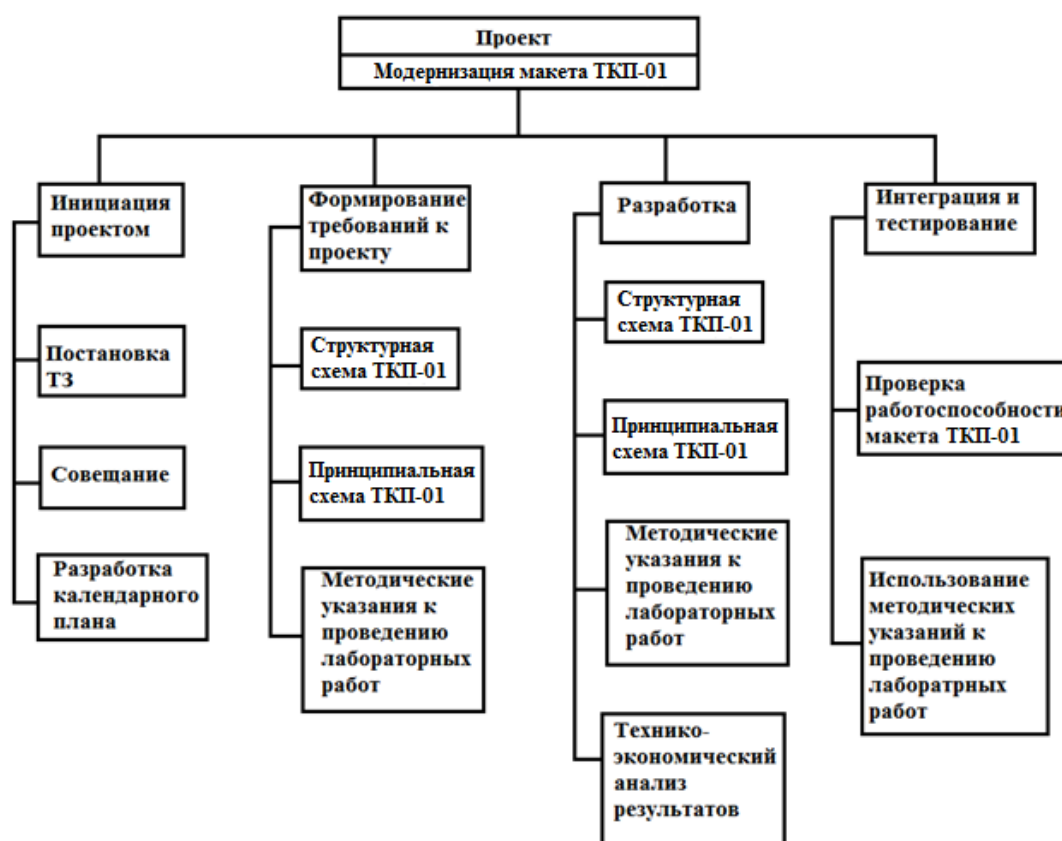 Проект
Модернизация макета ТКП-01
Инициация
проектом
Постановка
ТЗ
Совещание
Разработка
календарного
плана
Формирование
требований к
проекту
Структурная
схема ТКП-01
Принципиальная
схема ТКП-01
Методические
указания к
проведению
лабораторных
работ
Разработка
Структурная
схема ТКП-01
Принципиальная
схема ТКП-01
Методические
указания к
проведению
лабораторных
работ
Технико-
экономический
анализ
результатов
Интеграция и
тестирование
Проверка
работоспособности
макета ТКП-01
Использование
методических
указаний к
проведению
лаборатрных
работ